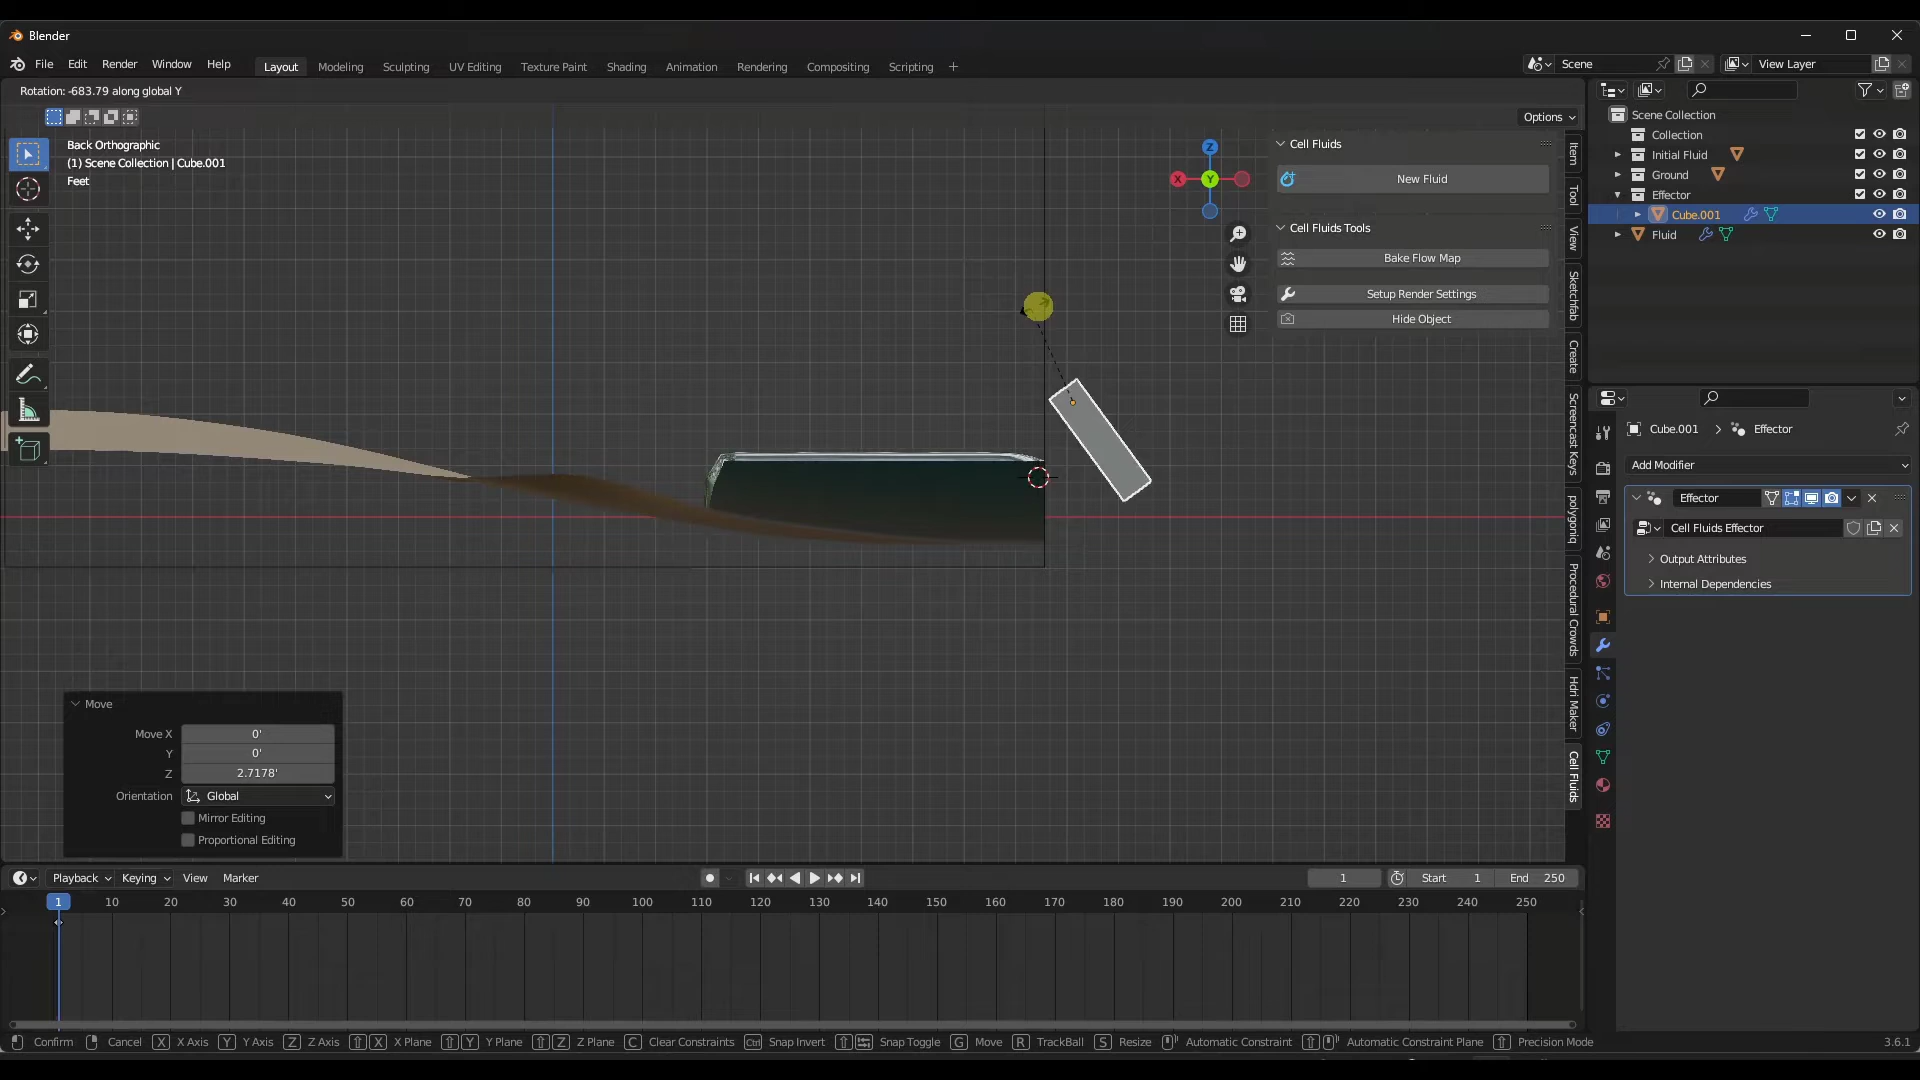 Blender
File Edit Render Window Help
Layout Modeling Sculpting UV Editing Texture Paint Shading Animation Rendering Compositing Scripting +
Scene
View Layer
Rotation: -683.79 along global Y
Options
Back Orthographic
(1) Scene Collection | Cube.001
Feet
Z
X
Y
Cell Fluids
New Fluid
Cell Fluids Tools
Bake Flow Map
Setup Render Settings
Hide Object
Item
Tool
View
Sketchfab
Create
Screencast Keys
polygoniq
Procedural Crowds
Hdri Maker
Cell Fluids
Scene Collection
Collection
Initial Fluid
Ground
Effector
Cube.001
Fluid
Cube.001 > Effector
Add Modifier
Effector
Cell Fluids Effector
Output Attributes
Internal Dependencies
Move
Move X 0'
Y 0'
Z 2.7178'
Orientation Global
Mirror Editing
Proportional Editing
Playback Keying View Marker
1 Start 1 End 250
1 10 20 30 40 50 60 70 80 90 100 110 120 130 140 150 160 170 180 190 200 210 220 230 240 250
Confirm Cancel X X Axis Y Y Axis Z Z Axis X X Plane Y Y Plane Z Z Plane C Clear Constraints Ctrl Snap Invert Snap Toggle G Move R TrackBall S Resize Automatic Constraint Automatic Constraint Plane Precision Mode 3.6.1